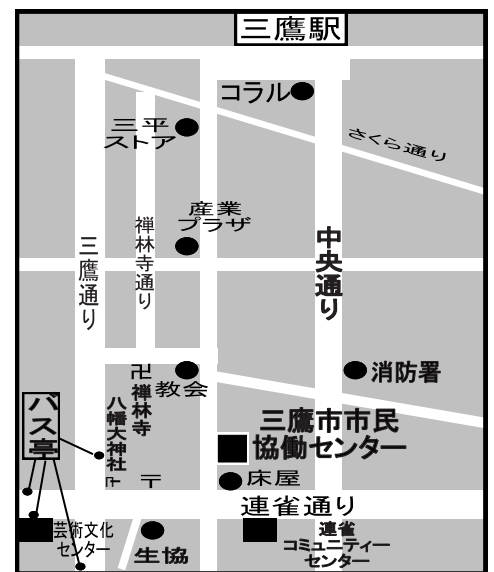 三鷹駅
コラル
三平
ストア
さくら通り
産業
プラザ
三鷹通り
禅林寺通り
中央通り
卍
教会
消防署
バス亭
八幡大神社
禅林寺
三鷹市市民
協働センター
〒
床屋
連雀通り
芸術文化
センター
生協
連雀
コミュニティー
センター